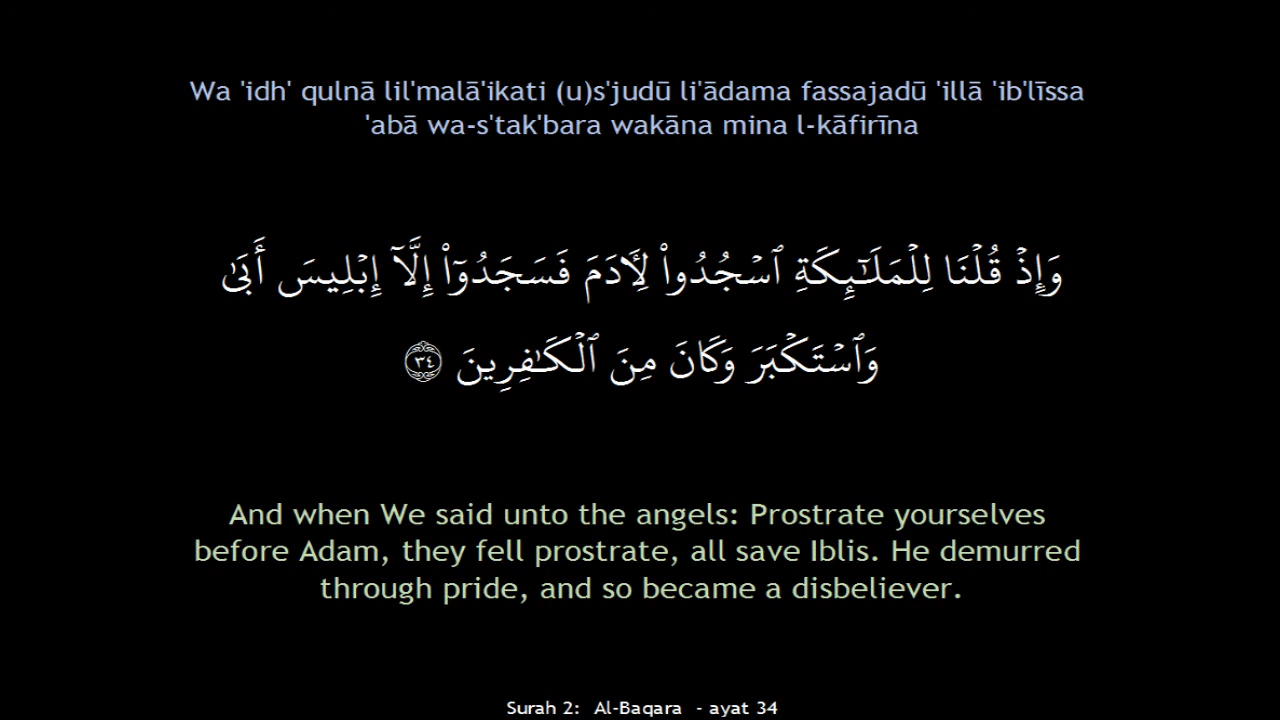 Wa 'idh' qulnā lil'malā'ikati (u)s'judū li'ādama fassajadū 'illā 'ib'līssa
'abā wa-s'tak'bara wakāna mina l-kāfirīna
وَإِذۡ قُلۡنَا لِلۡمَلَـٰٓئِكَةِ ٱسۡجُدُوا۟ لِأَدَمَ فَسَجَدُوٓا۟ إِلَّآ إِبۡلِيسَ أَبَىٰ
وَٱسۡتَكۡبَرَ وَكَانَ مِنَ ٱلۡكَـٰفِرِينَ ٣٤
And when We said unto the angels: Prostrate yourselves
before Adam, they fell prostrate, all save Iblis. He demurred
through pride, and so became a disbeliever.
Surah 2: Al-Baqara - ayat 34